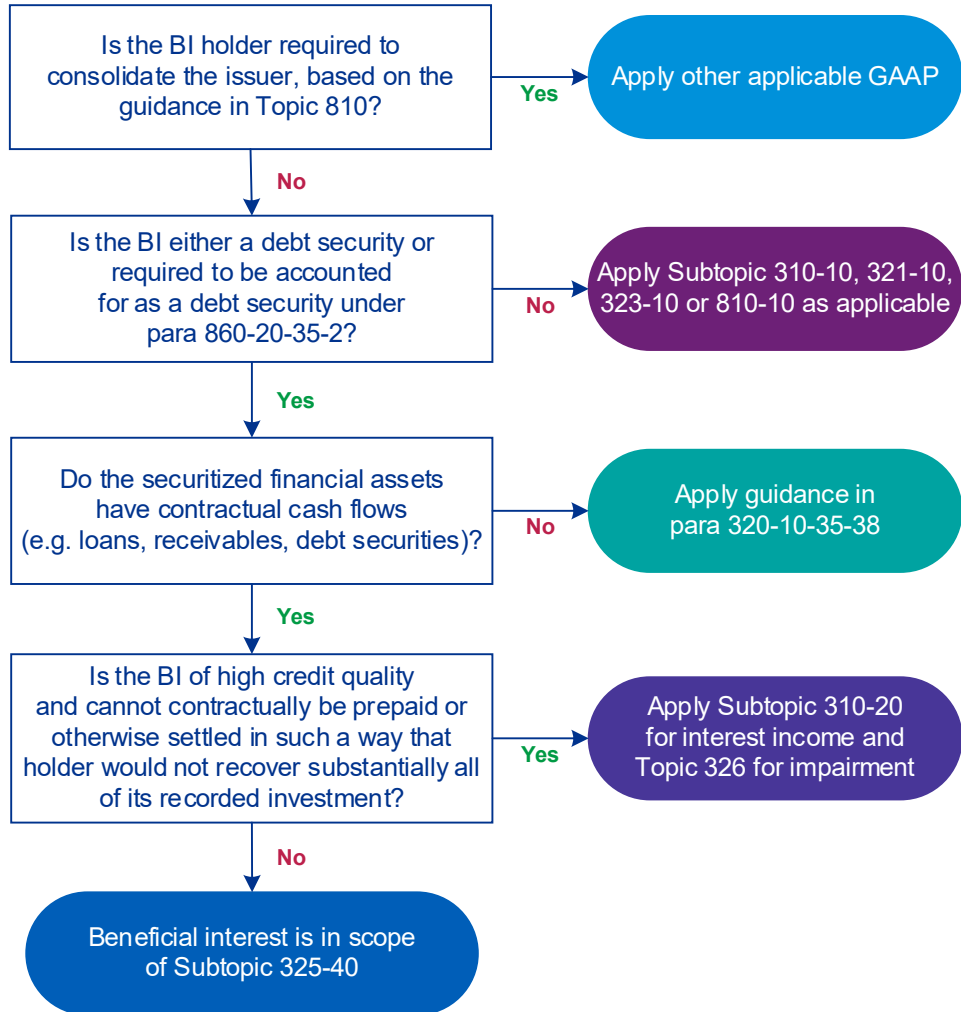 Is the BI holder required to
consolidate the issuer, based on the
guidance in Topic 810?
Yes
Apply other applicable GAAP
No
Is the BI either a debt security or
required to be accounted
for as a debt security under
para 860-20-35-2?
No
Apply Subtopic 310-10, 321-10,
323-10 or 810-10 as applicable
Yes
Do the securitized financial assets
have contractual cash flows
(e.g. loans, receivables, debt securities)?
No
Apply guidance in
para 320-10-35-38
Yes
Is the BI of high credit quality
and cannot contractually be prepaid or
otherwise settled in such a way that
holder would not recover substantially all
of its recorded investment?
Yes
Apply Subtopic 310-20
for interest income and
Topic 326 for impairment
No
Beneficial interest is in scope
of Subtopic 325-40